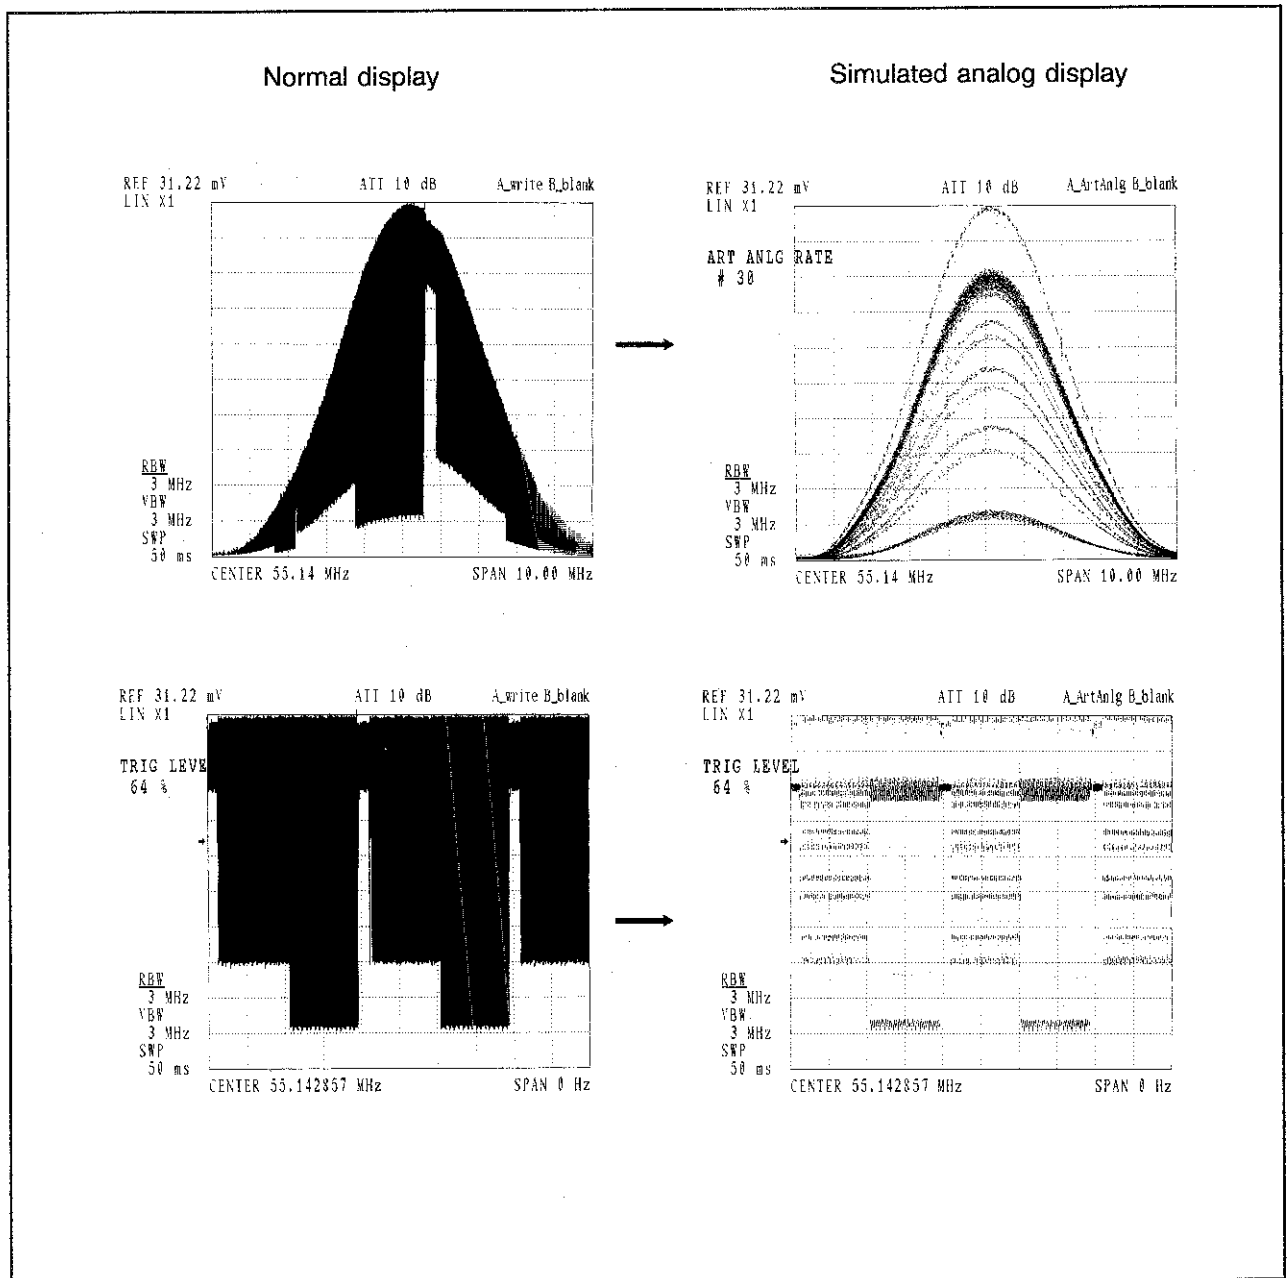 Normal display
Simulated analog display
REF 31.22 mV ATT 10 dB A_write B_blank
LIN X1
RBW
3 MHz
VBW
3 MHz
SWP
50 ms
CENTER 55.14 MHz SPAN 10.00 MHz
REF 31.22 mV ATT 10 dB A_ArtAnlg B_blank
LIN X1
ART ANLG RATE
# 30
RBW
3 MHz
VBW
3 MHz
SWP
50 ms
CENTER 55.14 MHz SPAN 10.00 MHz
REF 31.22 mV ATT 10 dB A_write B_blank
LIN X1
TRIG LEVE
64 %
RBW
3 MHz
VBW
3 MHz
SWP
50 ms
CENTER 55.142857 MHz SPAN 0 Hz
REF 31.22 mV ATT 10 dB A_ArtAnlg B_blank
LIN X1
TRIG LEVEL
64 %
RBW
3 MHz
VBW
3 MHz
SWP
50 ms
CENTER 55.142857 MHz SPAN 0 Hz